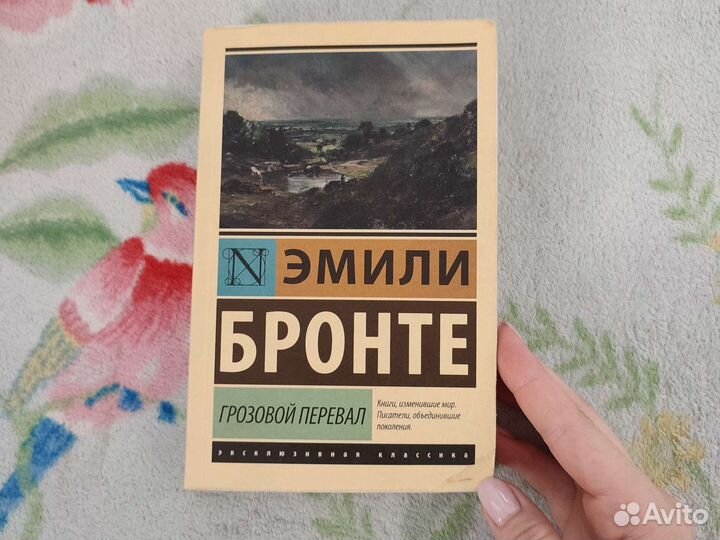 N ЭМИЛИ
БРОНТЕ
ГРОЗОВОЙ ПЕРЕВАЛ
Книги, изменившие мир.
Писатели, объединившие
поколения.
эксклюзивная классика
Avito